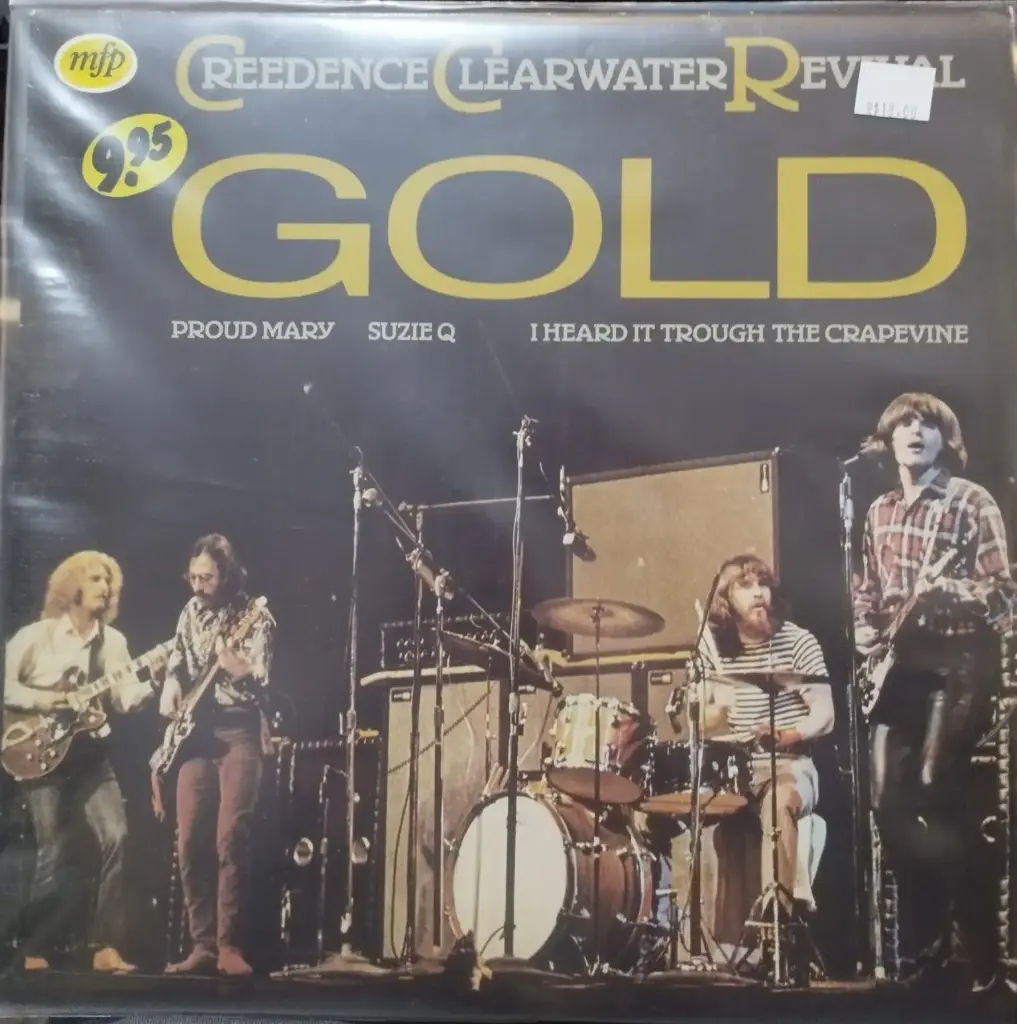 mfp
CREEDENCE CLEARWATER REVIVAL
9.95
GOLD
PROUD MARY SUZIE Q I HEARD IT TROUGH THE CRAPEVINE